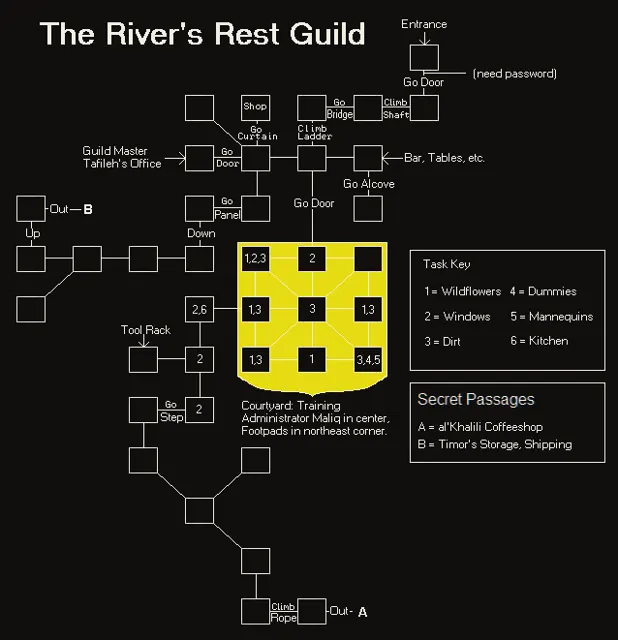 The River's Rest Guild
Entrance
Go Door
(need password)
Shop
Go
Bridge
Climb
Shaft
Go
Curtain
Climb
Ladder
Guild Master
Tafileh's Office
Go
Door
Bar, Tables, etc.
Go Alcove
Out
B
Go
Panel
Go Door
Up
Down
1,2,3
2
2,6
1,3
3
1,3
Tool Rack
2
1,3
1
3,4,5
Go
Step
2
Task Key
1 = Wildflowers
4 = Dummies
2 = Windows
5 = Mannequins
3 = Dirt
6 = Kitchen
Secret Passages
A = al'Khalili Coffeeshop
B = Timor's Storage, Shipping
Courtyard: Training
Administrator Maliq in center,
Footpads in northeast corner.
Climb
Rope
Out- A